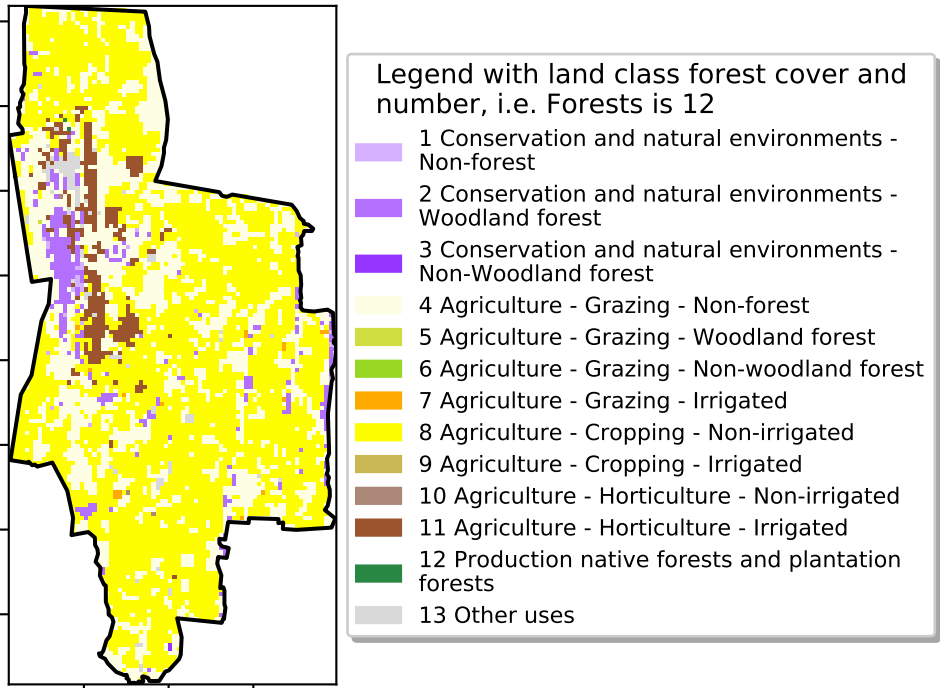 Legend with land class forest cover and
number, i.e. Forests is 12
1 Conservation and natural environments -
Non-forest
2 Conservation and natural environments -
Woodland forest
3 Conservation and natural environments -
Non-Woodland forest
4 Agriculture - Grazing - Non-forest
5 Agriculture - Grazing - Woodland forest
6 Agriculture - Grazing - Non-woodland forest
7 Agriculture - Grazing - Irrigated
8 Agriculture - Cropping - Non-irrigated
9 Agriculture - Cropping - Irrigated
10 Agriculture - Horticulture - Non-irrigated
11 Agriculture - Horticulture - Irrigated
12 Production native forests and plantation
forests
13 Other uses